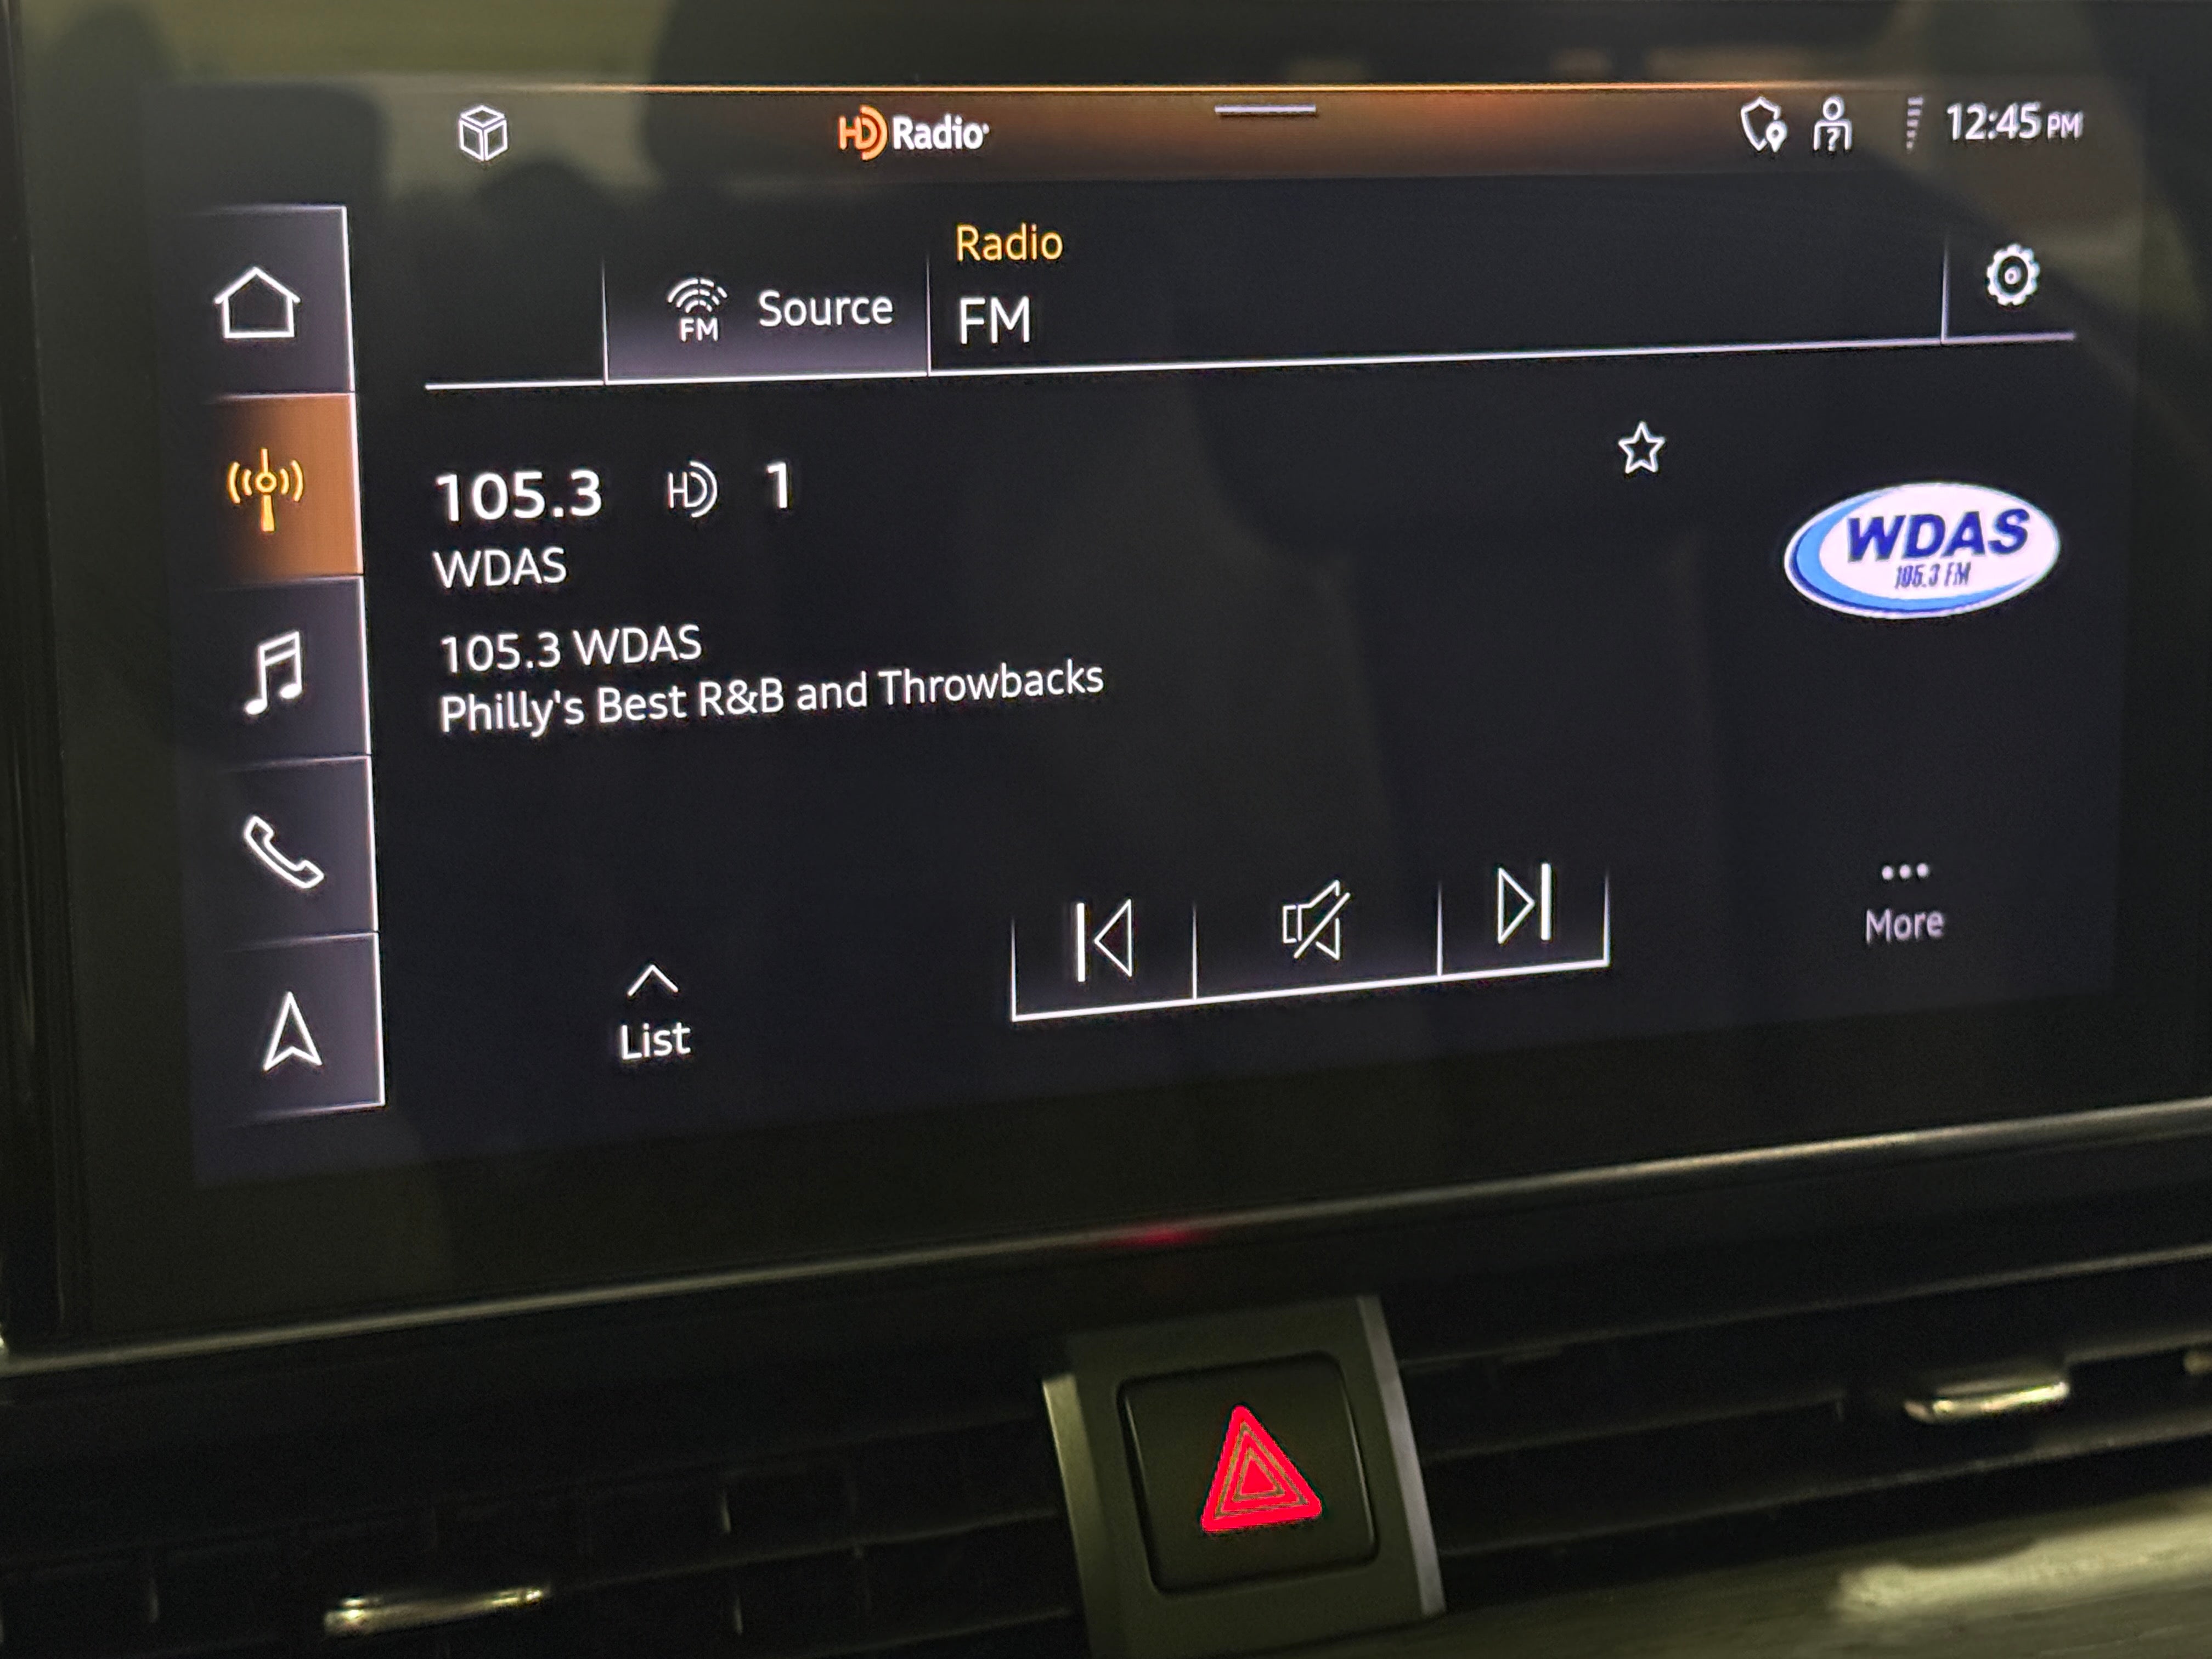 HD Radio
12:45 PM
Radio
FM
Source
FM
105.3 HD 1
WDAS
WDAS
105.3 FM
105.3 WDAS
Philly's Best R&B and Throwbacks
More
List